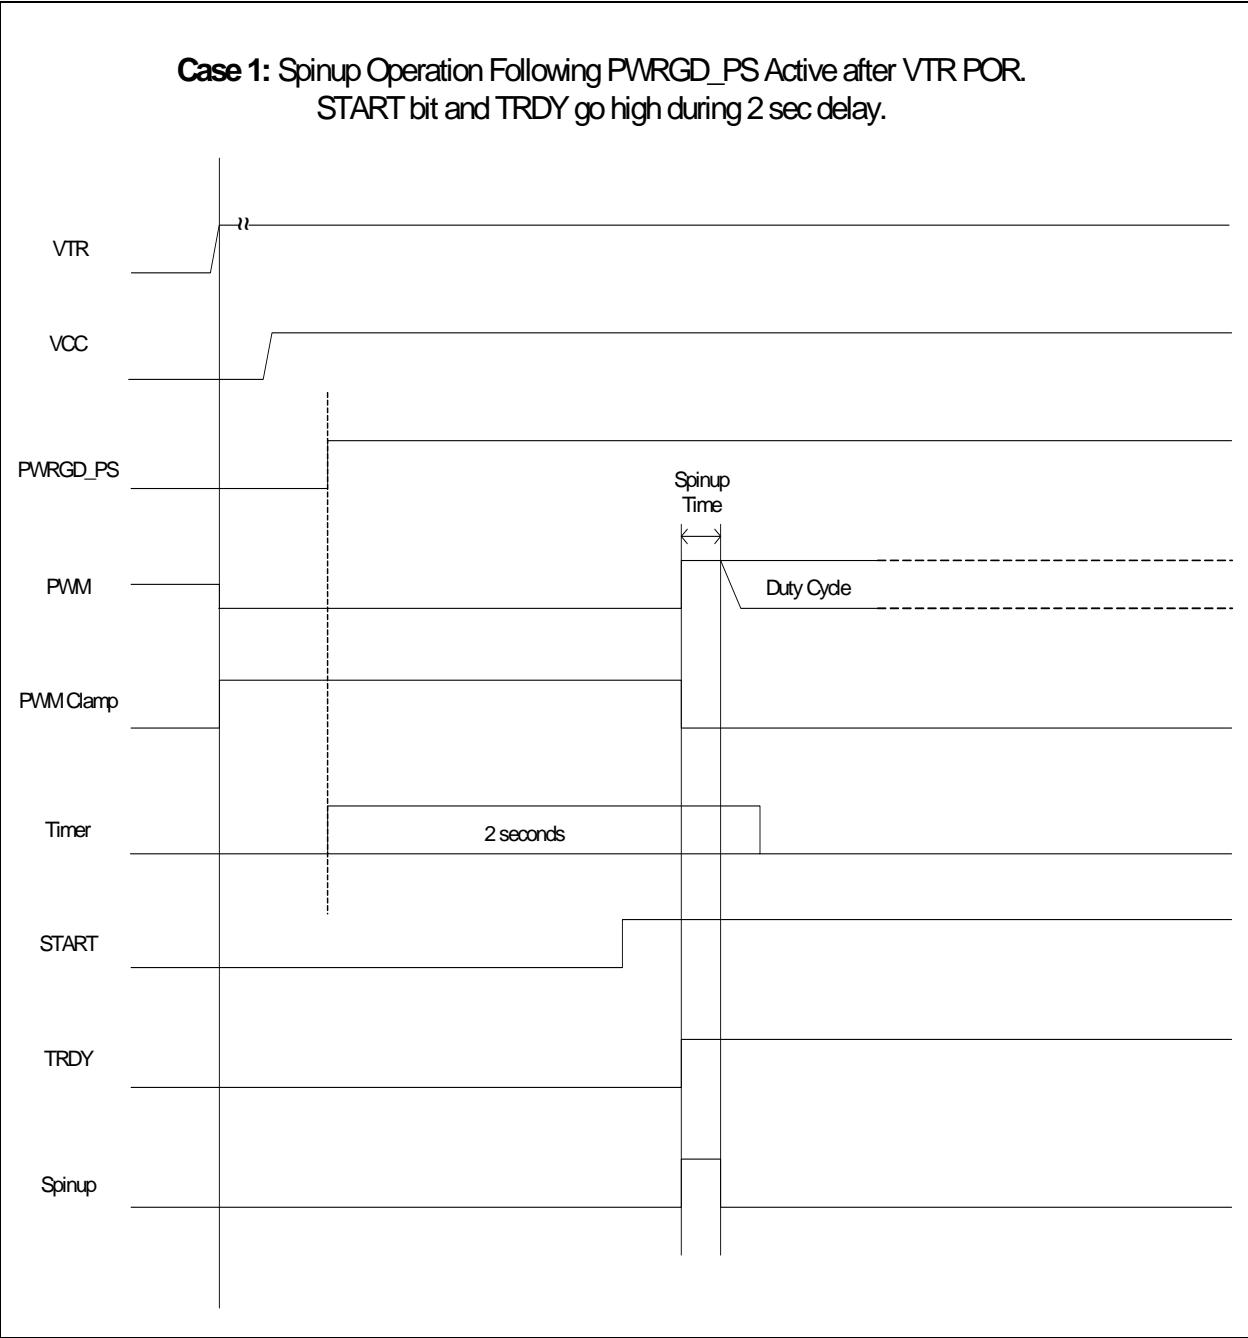 Case 1: Spinup Operation Following PWRGD_PS Active after VTR POR.
START bit and TRDY go high during 2 sec delay.
VTR
VCC
PWRGD_PS
Spinup
Time
PWM
Duty Cycle
PWM Clamp
Timer
2 seconds
START
TRDY
Spinup